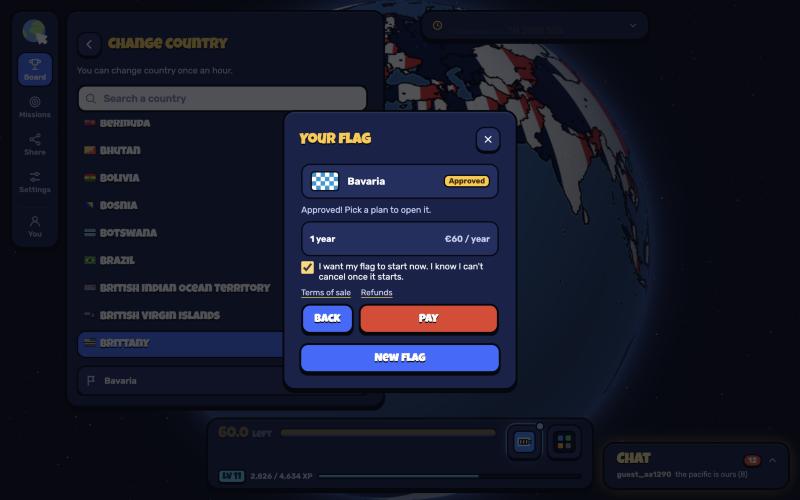 CHANGE COUNTRY
You can change country once an hour.
Search a country
BERMUDA
BHUTAN
BOLIVIA
BOSNIA
BOTSWANA
BRAZIL
BRITISH INDIAN OCEAN TERRITORY
BRITISH VIRGIN ISLANDS
BRITTANY
Bavaria
Board
Missions
Share
Settings
You
YOUR FLAG
Bavaria
Approved
Approved! Pick a plan to open it.
1 year
€60 / year
I want my flag to start now. I know I can't
cancel once it starts.
Terms of sale
Refunds
BACK
PAY
NEW FLAG
60.0 LEFT
LV 11
2,826 / 4,634 XP
CHAT
12
guest_az1290 the pacific is ours (8)